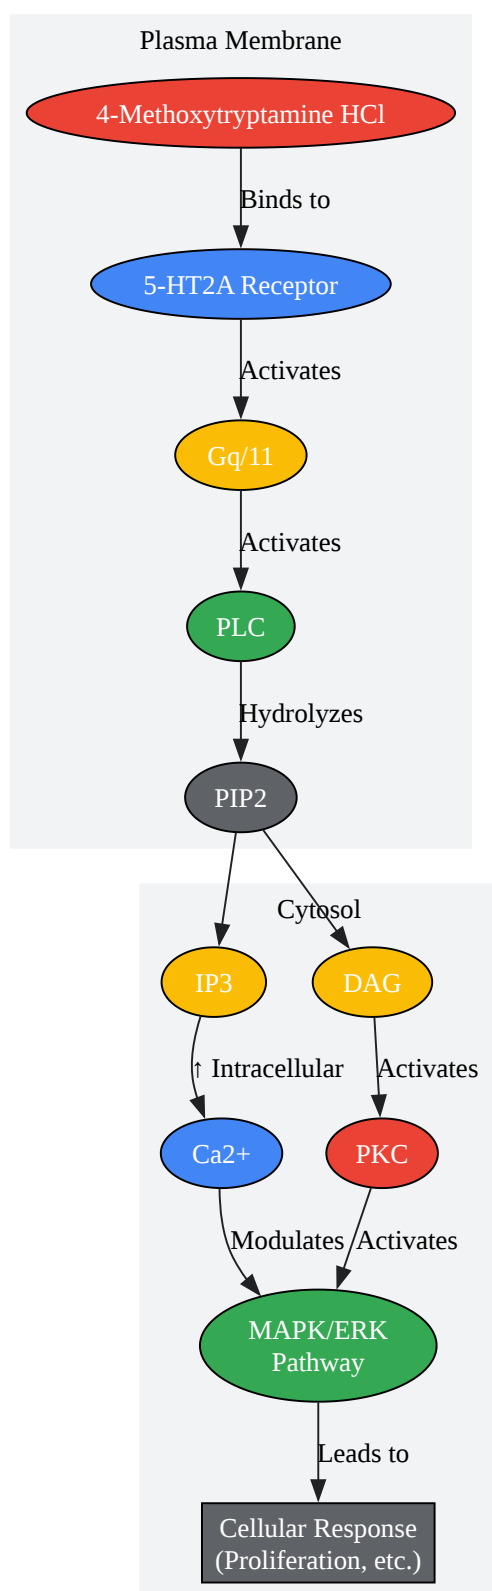 Plasma Membrane
4-Methoxytryptamine HCl
Binds to
5-HT2A Receptor
Activates
Gq/11
Activates
PLC
Hydrolyzes
PIP2
Cytosol
IP3
DAG
↑ Intracellular
Activates
Ca2+
PKC
Modulates
Activates
MAPK/ERK
Pathway
Leads to
Cellular Response
(Proliferation, etc.)